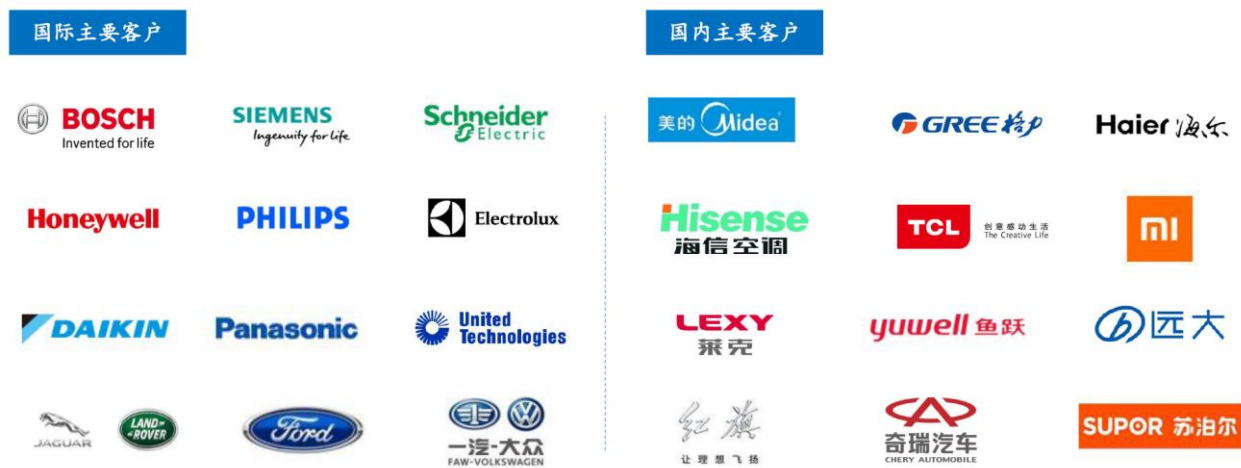 国际主要客户
国内主要客户
BOSCH
Invented for life
SIEMENS
Ingenuity for life
Schneider
Electric
美的 Midea
GREE 格力
Haier 海尔
Honeywell
PHILIPS
Electrolux
Hisense
海信空调
TCL
创意感动生活
The Creative Life
mi
DAIKIN
Panasonic
United
Technologies
LEXY
莱克
yuwell 鱼跃
远大
JAGUAR
LAND-
-ROVER
Ford
一汽-大众
FAW-VOLKSWAGEN
红旗
让理想飞扬
奇瑞汽车
CHERY AUTOMOBILE
SUPOR 苏泊尔